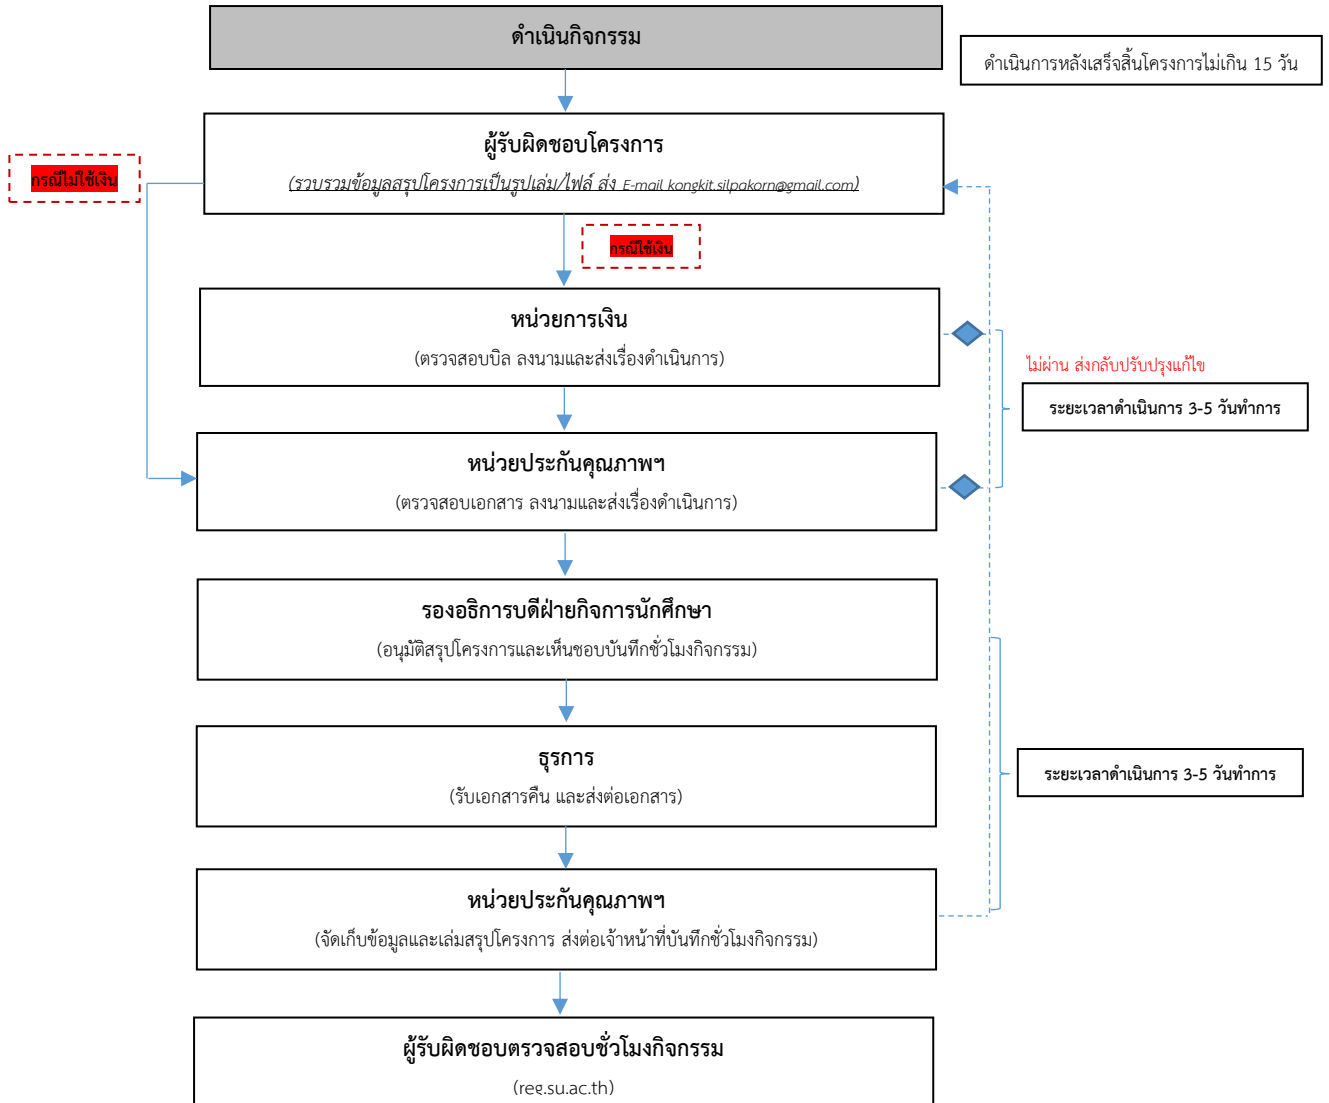 ดำเนินกิจกรรม
ดำเนินการหลังเสร็จสิ้นโครงการไม่เกิน 15 วัน
ผู้รับผิดชอบโครงการ
(รวบรวมข้อมูลสรุปโครงการเป็นรูปเล่ม/ไฟล์ ส่ง E-mail kongkit.silpakorn@gmail.com)
กรณีไม่ใช้เงิน
กรณีใช้เงิน
หน่วยการเงิน
(ตรวจสอบบิล ลงนามและส่งเรื่องดำเนินการ)
ไม่ผ่าน ส่งกลับปรับปรุงแก้ไข
ระยะเวลาดำเนินการ 3-5 วันทำการ
หน่วยประกันคุณภาพฯ
(ตรวจสอบเอกสาร ลงนามและส่งเรื่องดำเนินการ)
รองอธิการบดีฝ่ายกิจการนักศึกษา
(อนุมัติสรุปโครงการและเห็นชอบบันทึกชั่วโมงกิจกรรม)
ธุรการ
(รับเอกสารคืน และส่งต่อเอกสาร)
ระยะเวลาดำเนินการ 3-5 วันทำการ
หน่วยประกันคุณภาพฯ
(จัดเก็บข้อมูลและเล่มสรุปโครงการ ส่งต่อเจ้าหน้าที่บันทึกชั่วโมงกิจกรรม)
ผู้รับผิดชอบตรวจสอบชั่วโมงกิจกรรม
(reg.su.ac.th)